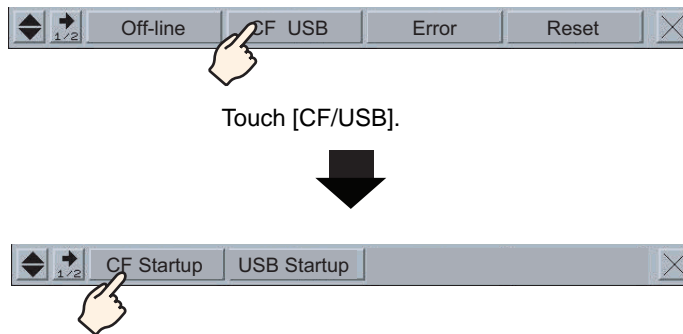 1/2 Off-line CF USB Error Reset
Touch [CF/USB].
1/2 CF Startup USB Startup